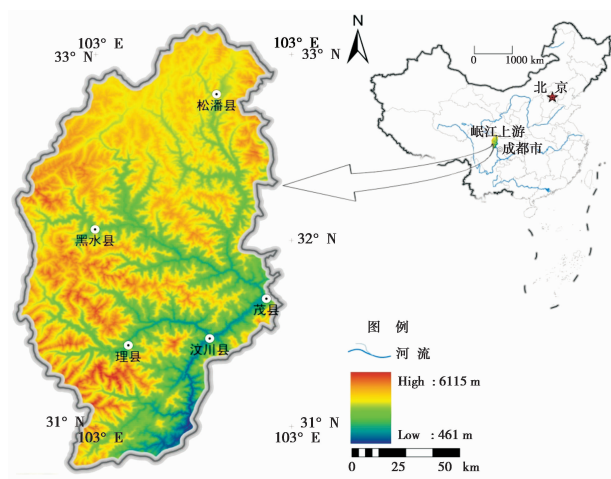 103° E
33° N
松潘县
黑水县
茂县
汶川县
理县
31° N
103° E
103° E
33° N
32° N
31° N
103° E
N
0 1000 km
北 京
岷江上游
成都市
图 例
河 流
High : 6115 m
Low : 461 m
0 25 50
km